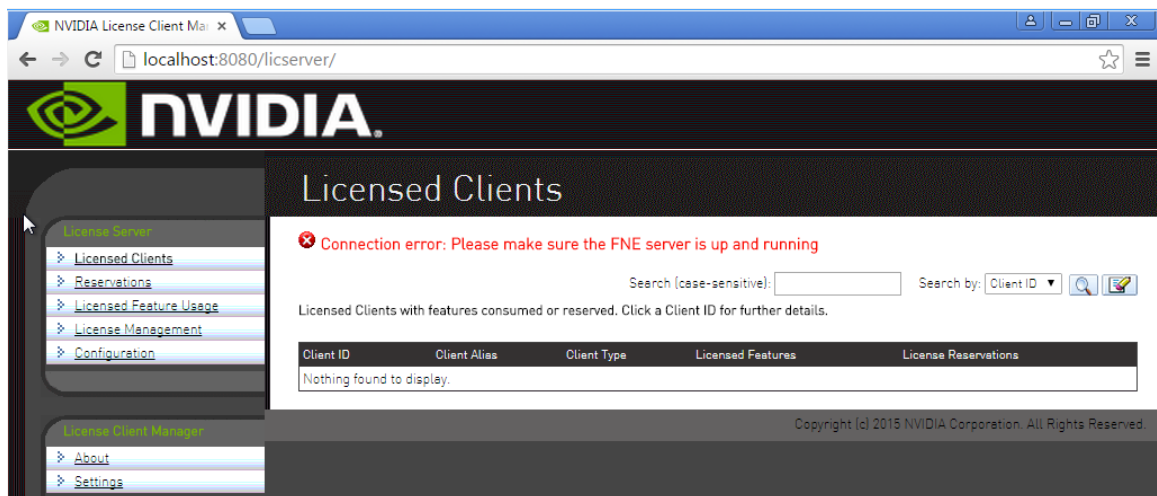 NVIDIA License Client Mar
localhost:8080/licserver/
NVIDIA.
Licensed Clients
License Server
Licensed Clients
Reservations
Licensed Feature Usage
License Management
Configuration
Connection error: Please make sure the FNE server is up and running
Search (case-sensitive): Search by: Client ID
Licensed Clients with features consumed or reserved. Click a Client ID for further details.
Client ID Client Alias Client Type Licensed Features License Reservations
Nothing found to display.
Copyright (c) 2015 NVIDIA Corporation. All Rights Reserved.
License Client Manager
About
Settings